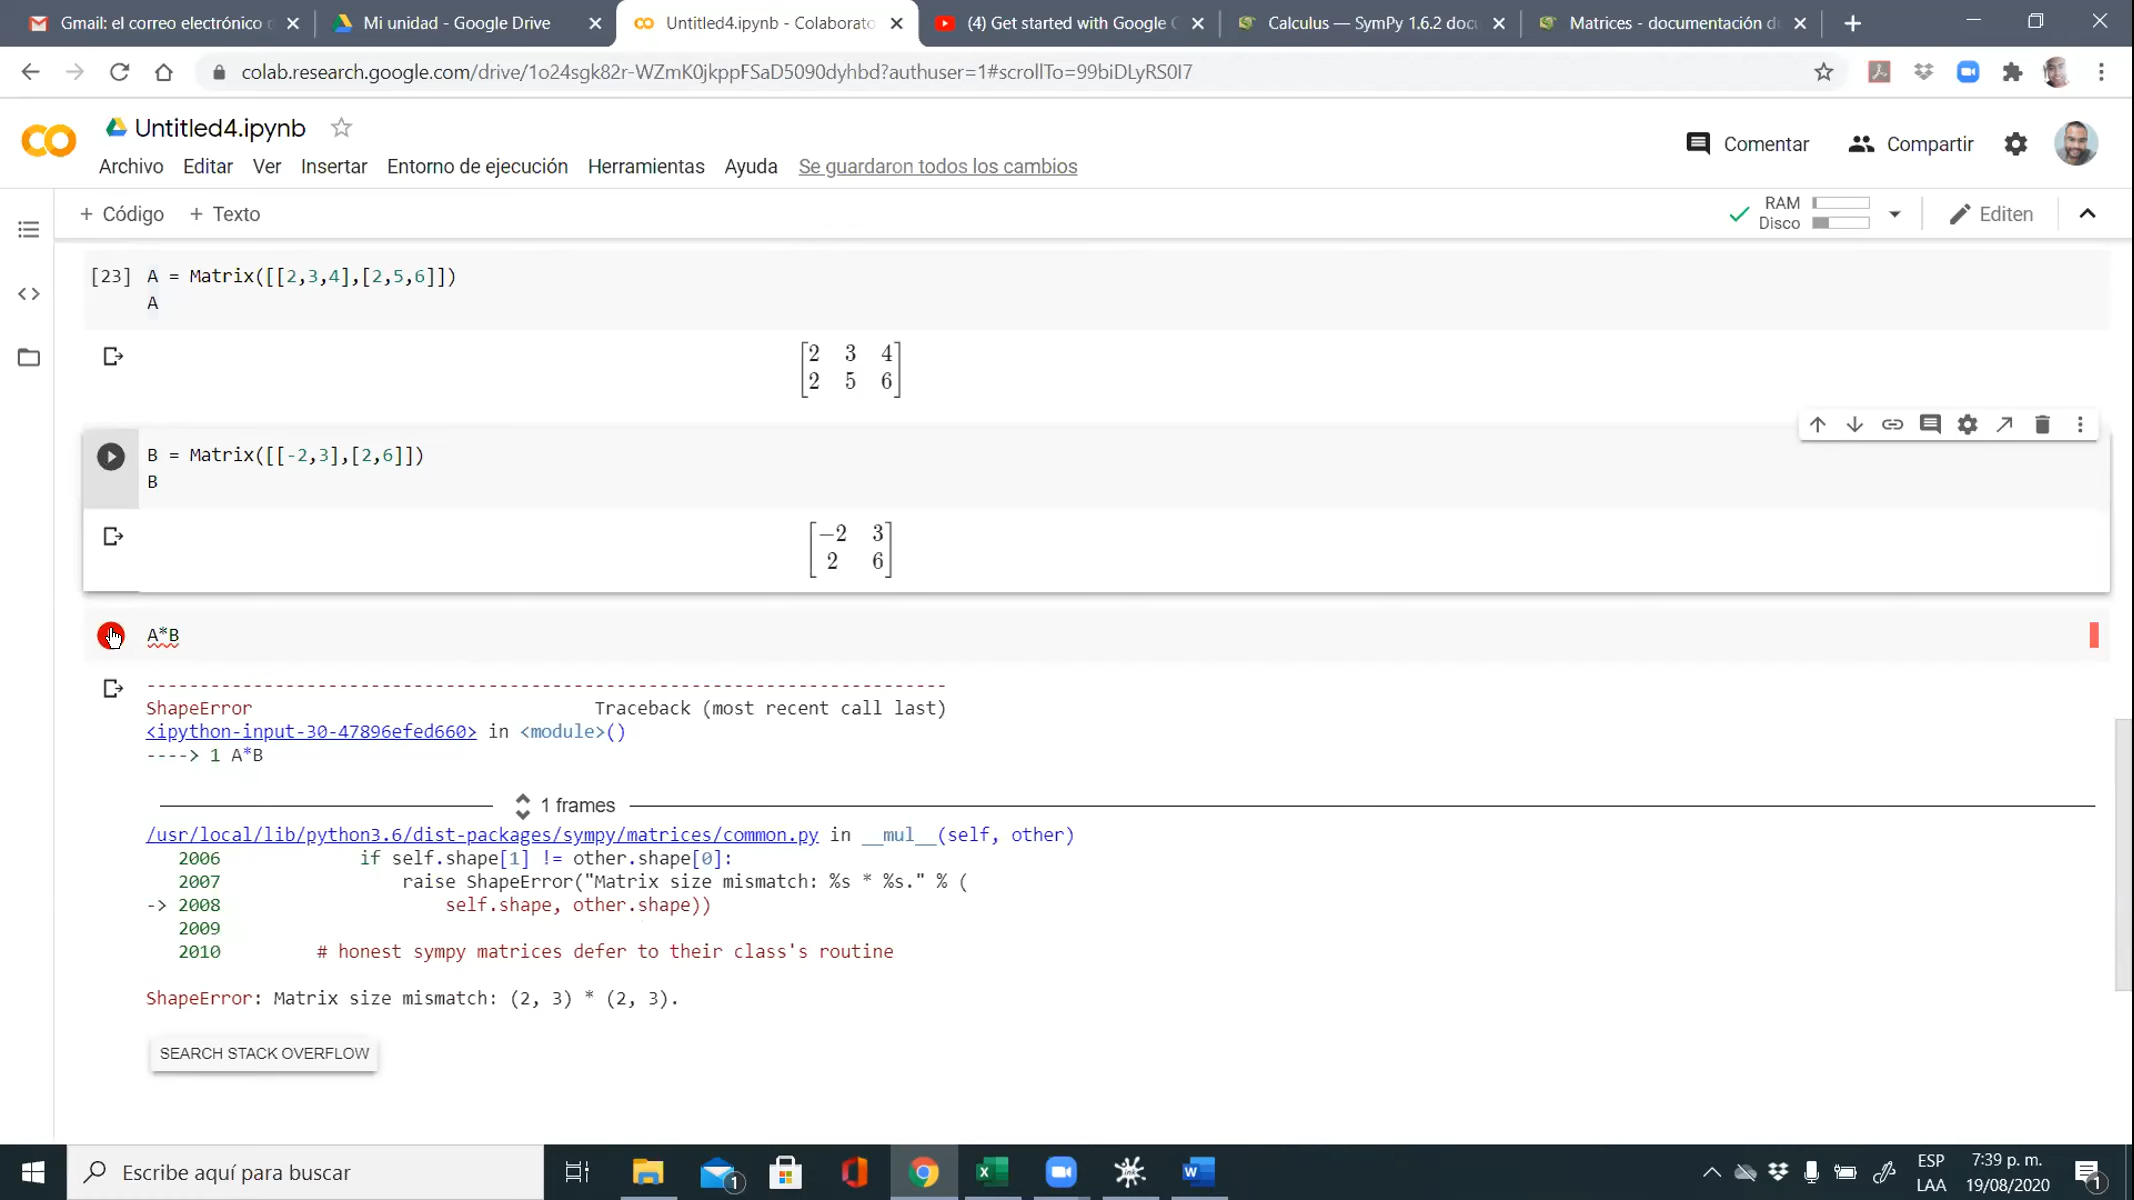 Gmail: el correo electrónico d
Mi unidad - Google Drive
Untitled4.ipynb - Colaborato
(4) Get started with Google C
Calculus — SymPy 1.6.2 docu
Matrices - documentación d
colab.research.google.com/drive/1o24sgk82r-WZmK0jkppFSaD5090dyhbd?authuser=1#scrollTo=99biDLyRS0I7
Untitled4.ipynb
Comentar
Compartir
Archivo Editar Ver Insertar Entorno de ejecución Herramientas Ayuda Se guardaron todos los cambios
+ Código + Texto
RAM
Disco
Editen
[23] A = Matrix([[2,3,4],[2,5,6]])
A
2 3 4
2 5 6
B = Matrix([[-2,3],[2,6]])
B
−2 3
2 6
A*B
---------------------------------------------------------------------------
ShapeError Traceback (most recent call last)
<ipython-input-30-47896efed660> in <module>()
----> 1 A*B
1 frames
/usr/local/lib/python3.6/dist-packages/sympy/matrices/common.py in __mul__(self, other)
2006 if self.shape[1] != other.shape[0]:
2007 raise ShapeError("Matrix size mismatch: %s * %s." % (
-> 2008 self.shape, other.shape))
2009
2010 # honest sympy matrices defer to their class's routine
ShapeError: Matrix size mismatch: (2, 3) * (2, 3).
SEARCH STACK OVERFLOW
Escribe aquí para buscar
1
ESP
LAA
7:39 p. m.
19/08/2020
1